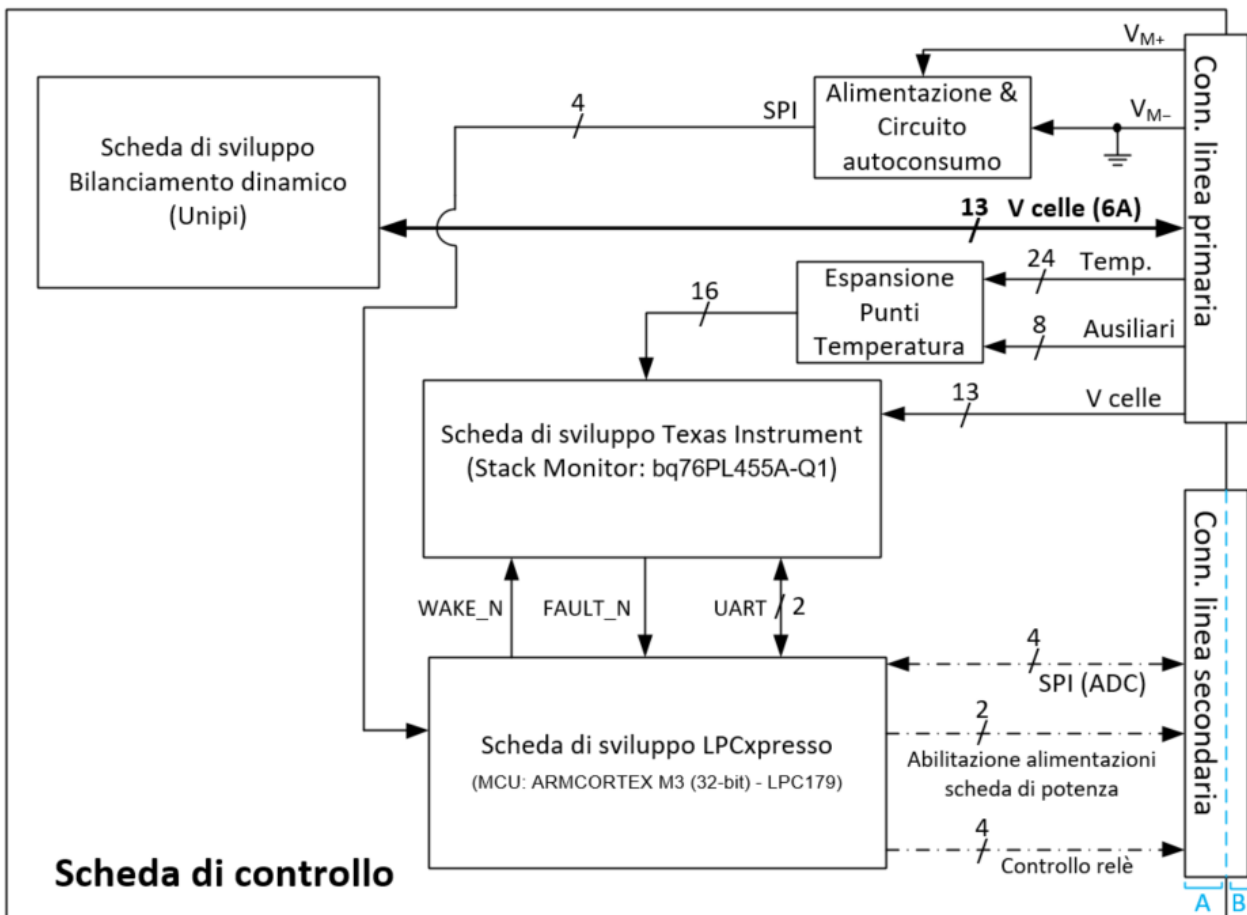 V_M+
Conn. linea primaria
Alimentazione &
Circuito
autoconsumo
4
SPI
V_M−
Scheda di sviluppo
Bilanciamento dinamico
(Unipi)
13 V celle (6A)
24 Temp.
Espansione
Punti
Temperatura
16
8 Ausiliari
13 V celle
Scheda di sviluppo Texas Instrument
(Stack Monitor: bq76PL455A-Q1)
Conn. linea secondaria
WAKE_N
FAULT_N
UART
2
4
SPI (ADC)
Scheda di sviluppo LPCxpresso
(MCU: ARMCORTEX M3 (32-bit) - LPC179)
2
Abilitazione alimentazioni
scheda di potenza
4
Controllo relè
Scheda di controllo
A
B